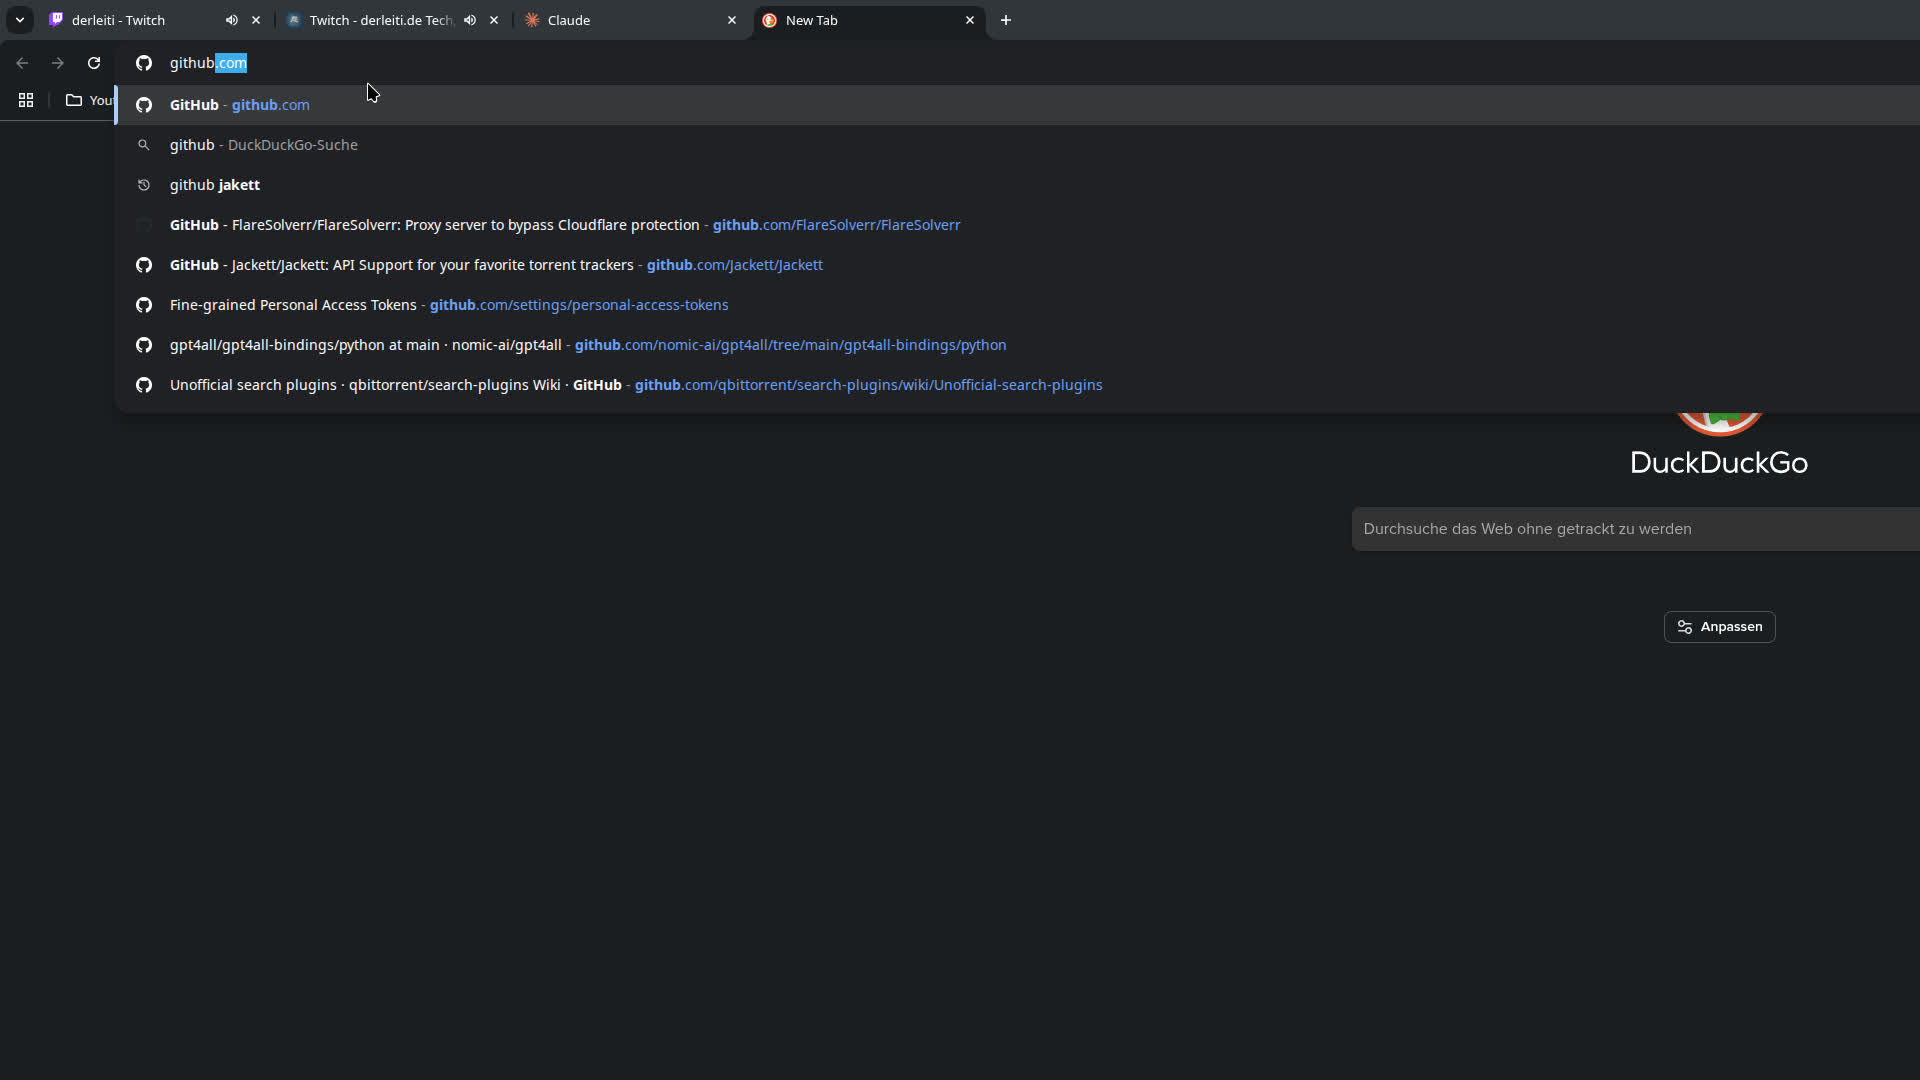 derleiti - Twitch
Twitch - derleiti.de Tech
Claude
New Tab
github.com
You
GitHub - github.com
github - DuckDuckGo-Suche
github jakett
GitHub - FlareSolverr/FlareSolverr: Proxy server to bypass Cloudflare protection - github.com/FlareSolverr/FlareSolverr
GitHub - Jackett/Jackett: API Support for your favorite torrent trackers - github.com/Jackett/Jackett
Fine-grained Personal Access Tokens - github.com/settings/personal-access-tokens
gpt4all/gpt4all-bindings/python at main · nomic-ai/gpt4all - github.com/nomic-ai/gpt4all/tree/main/gpt4all-bindings/python
Unofficial search plugins · qbittorrent/search-plugins Wiki · GitHub - github.com/qbittorrent/search-plugins/wiki/Unofficial-search-plugins
DuckDuckGo
Durchsuche das Web ohne getrackt zu werden
Anpassen